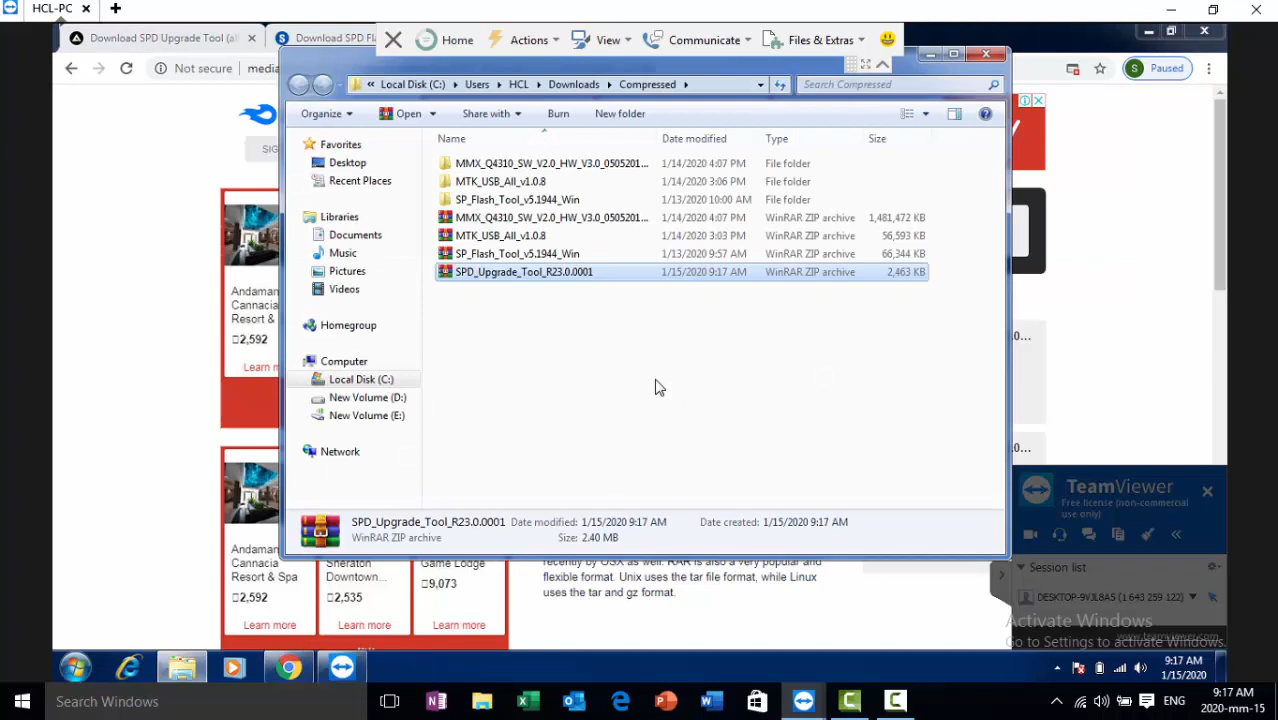 HCL-PC × +
Download SPD Upgrade Tool (al ×
Download SPD Fl
Home Actions View Communicate Files & Extras
Not secure media
S Paused
« Local Disk (C:) ▸ Users ▸ HCL ▸ Downloads ▸ Compressed ▸
Search Compressed
Organize Open Share with Burn New folder
Name Date modified Type Size
MMX_Q4310_SW_V2.0_HW_V3.0_0505201... 1/14/2020 4:07 PM File folder
MTK_USB_All_v1.0.8 1/14/2020 3:06 PM File folder
SP_Flash_Tool_v5.1944_Win 1/13/2020 10:00 AM File folder
MMX_Q4310_SW_V2.0_HW_V3.0_0505201... 1/14/2020 4:07 PM WinRAR ZIP archive 1,481,472 KB
MTK_USB_All_v1.0.8 1/14/2020 3:03 PM WinRAR ZIP archive 56,593 KB
SP_Flash_Tool_v5.1944_Win 1/13/2020 9:57 AM WinRAR ZIP archive 66,344 KB
SPD_Upgrade_Tool_R23.0.0001 1/15/2020 9:17 AM WinRAR ZIP archive 2,463 KB
Favorites
Desktop
Recent Places
Libraries
Documents
Music
Pictures
Videos
Homegroup
Computer
Local Disk (C:)
New Volume (D:)
New Volume (E:)
Network
SPD_Upgrade_Tool_R23.0.0001 Date modified: 1/15/2020 9:17 AM Date created: 1/15/2020 9:17 AM
WinRAR ZIP archive Size: 2.40 MB
SIG
Andaman
Cannacia
Resort &
2,592
Learn m
0...
0...
Andaman
Cannacia
Resort & Spa
2,592
Learn more
Sheraton
Downtown...
2,535
Learn more
Game Lodge
9,073
Learn more
recently by OSX as well. RAR is also a very popular and
flexible format. Unix uses the tar file format, while Linux
uses the tar and gz format.
TeamViewer
Free license (non-commercial
use only)
Session list
DESKTOP-9VJL8A5 (1 643 259 122)
www.teamviewer.com
Activate Windows
Go to Settings to activate Windows.
9:17 AM
1/15/2020
Search Windows
ENG
9:17 AM
2020-mm-15